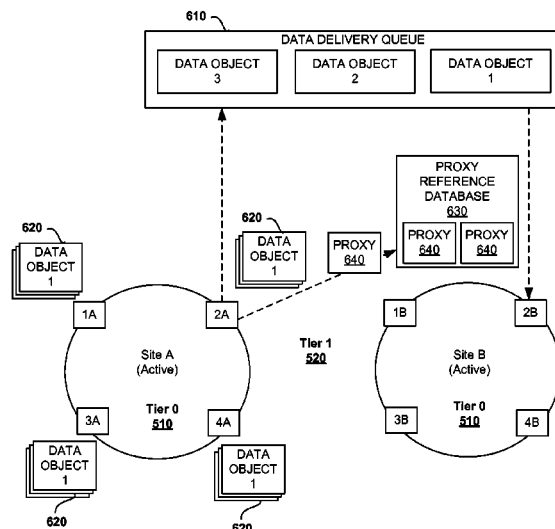 610
DATA DELIVERY QUEUE
DATA OBJECT
3
DATA OBJECT
2
DATA OBJECT
1
PROXY
REFERENCE
DATABASE
630
PROXY
640
PROXY
640
620
DATA
OBJECT
1
PROXY
640
620
DATA
OBJECT
1
1A
2A
Site A
(Active)
Tier 0
510
3A
4A
Tier 1
520
1B
2B
Site B
(Active)
Tier 0
510
3B
4B
DATA
OBJECT
1
620
DATA
OBJECT
1
620